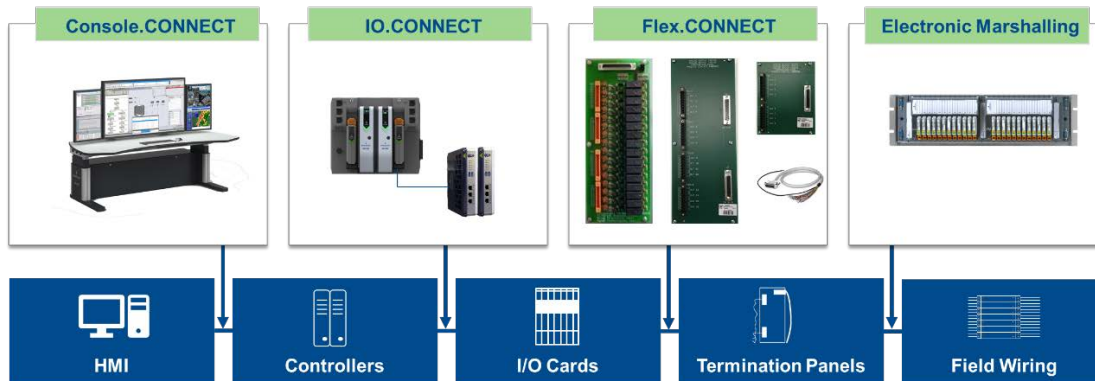 Console.CONNECT
IO.CONNECT
Flex.CONNECT
Electronic Marshalling
HMI
Controllers
I/O Cards
Termination Panels
Field Wiring